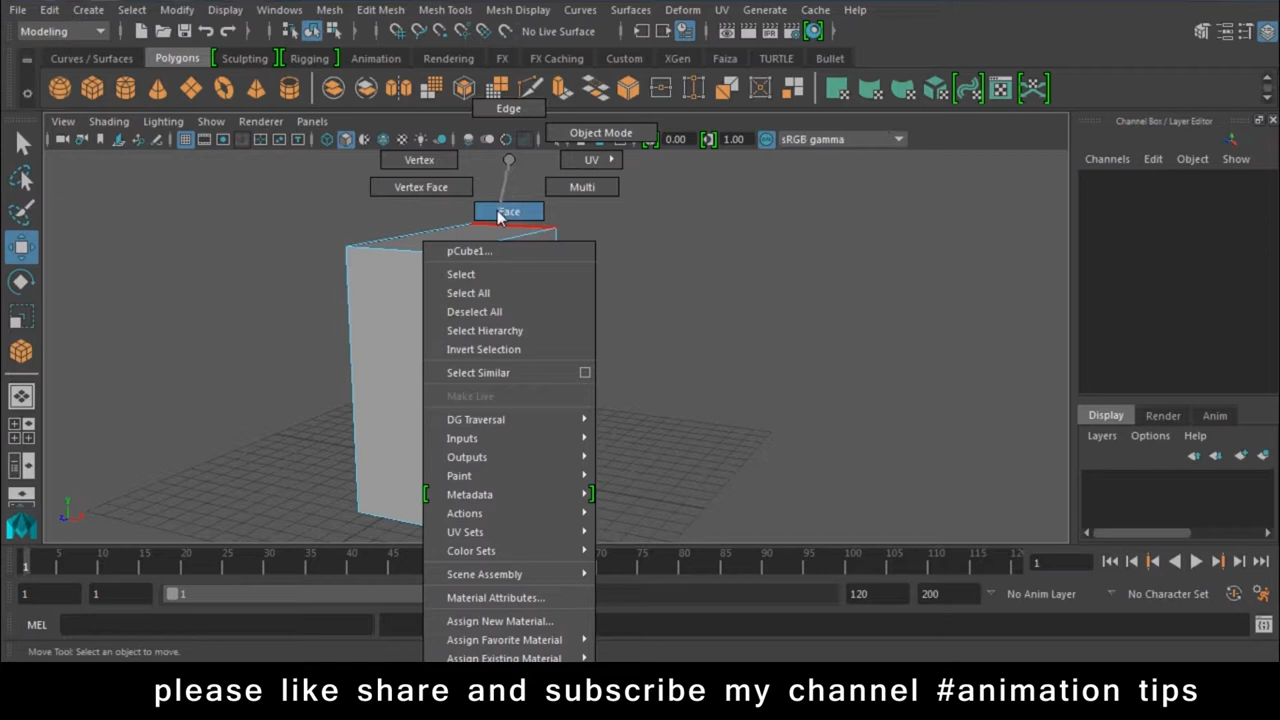 File Edit Create Select Modify Display Windows Mesh Edit Mesh Mesh Tools Mesh Display Curves Surfaces Deform UV Generate Cache Help
Modeling No Live Surface
Curves / Surfaces Polygons Sculpting Rigging Animation Rendering FX FX Caching Custom XGen Faiza TURTLE Bullet
Edge
View Shading Lighting Show Renderer Panels
Channel Box / Layer Editor
Object Mode
0.00 1.00 sRGB gamma
Vertex UV
Channels Edit Object Show
Vertex Face Multi
Face
pCube1...
Select
Select All
Deselect All
Select Hierarchy
Invert Selection
Select Similar
Make Live
DG Traversal
Inputs
Outputs
Paint
Metadata
Actions
UV Sets
Color Sets
Scene Assembly
Material Attributes...
Assign New Material...
Assign Favorite Material
Assign Existing Material
Display Render Anim
Layers Options Help
y
z x
5 10 15 20 25 30 35 40 45 70 75 80 85 90 95 100 105 110 115 12
1 1
1 1 1 120 200 No Anim Layer No Character Set
MEL
Move Tool: Select an object to move.
please like share and subscribe my channel #animation tips